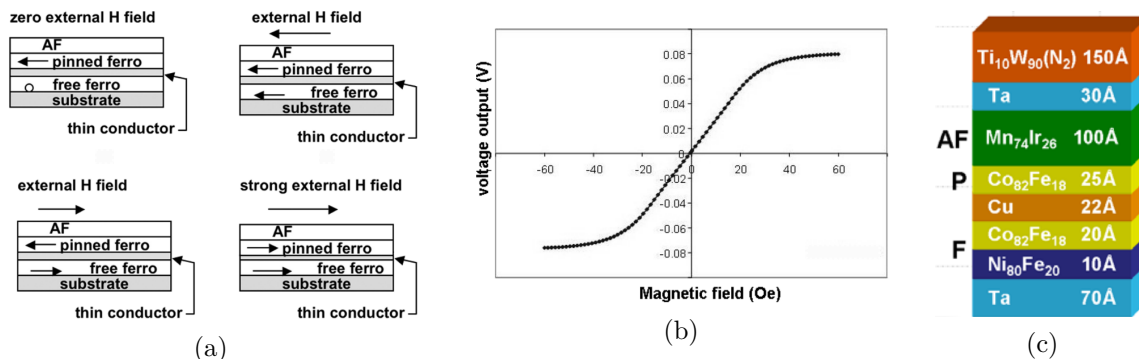 zero external H field
AF
pinned ferro
free ferro
substrate
thin conductor
external H field
AF
pinned ferro
free ferro
substrate
thin conductor
external H field
AF
pinned ferro
free ferro
substrate
thin conductor
strong external H field
AF
pinned ferro
free ferro
substrate
thin conductor
(a)
voltage output (V)
0.08
0.06
0.04
0.02
0
-0.02
-0.04
-0.06
-0.08
-60 -40 -20 0 20 40 60
Magnetic field (Oe)
(b)
Ti₁₀W₉₀(N₂) 150Å
Ta 30Å
AF Mn₇₄Ir₂₆ 100Å
P Co₈₂Fe₁₈ 25Å
Cu 22Å
F Co₈₂Fe₁₈ 20Å
Ni₈₀Fe₂₀ 10Å
Ta 70Å
(c)